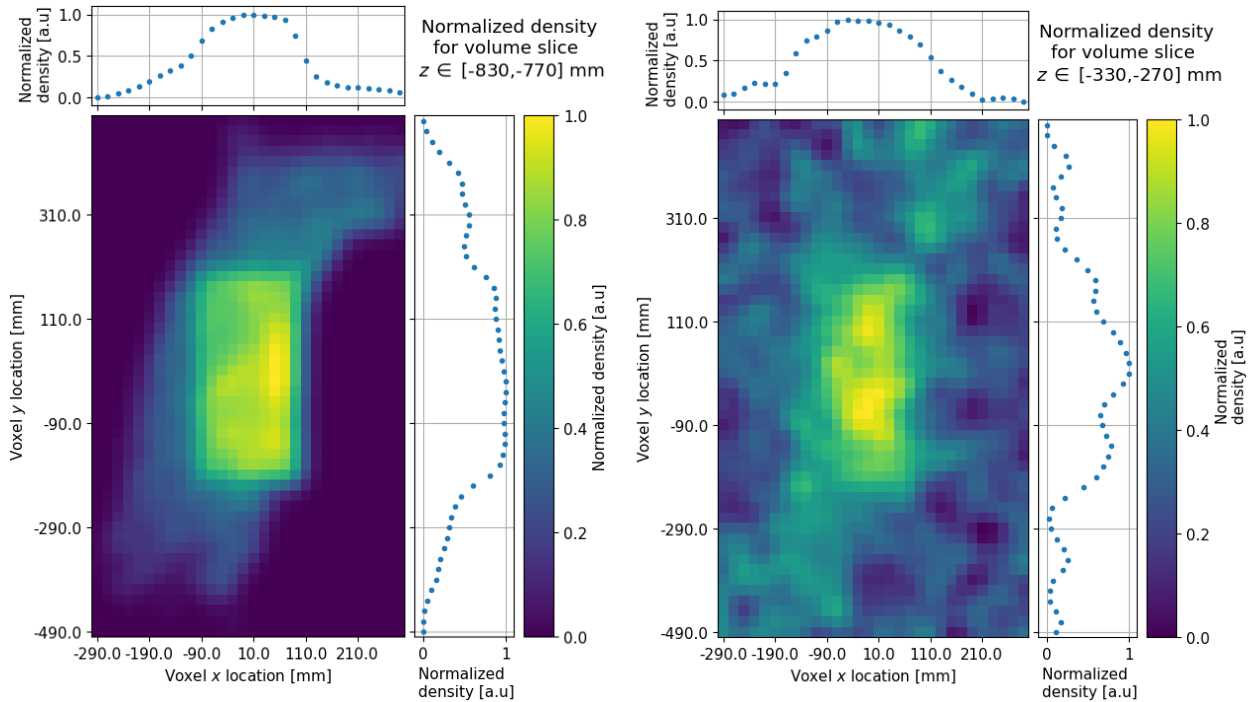 Normalized
density [a.u]
1.0
0.5
0.0
Normalized density
for volume slice
z ∈ [-830,-770] mm
Voxel y location [mm]
310.0
110.0
-90.0
-290.0
-490.0
-290.0 -190.0 -90.0 10.0 110.0 210.0
Voxel x location [mm]
0 1
Normalized
density [a.u]
1.0
0.8
0.6
0.4
0.2
0.0
Normalized density [a.u]
Normalized
density [a.u]
1.0
0.5
0.0
Normalized density
for volume slice
z ∈ [-330,-270] mm
Voxel y location [mm]
310.0
110.0
-90.0
-290.0
-490.0
-290.0 -190.0 -90.0 10.0 110.0 210.0
Voxel x location [mm]
0 1
Normalized
density [a.u]
1.0
0.8
0.6
0.4
0.2
0.0
Normalized
density [a.u]